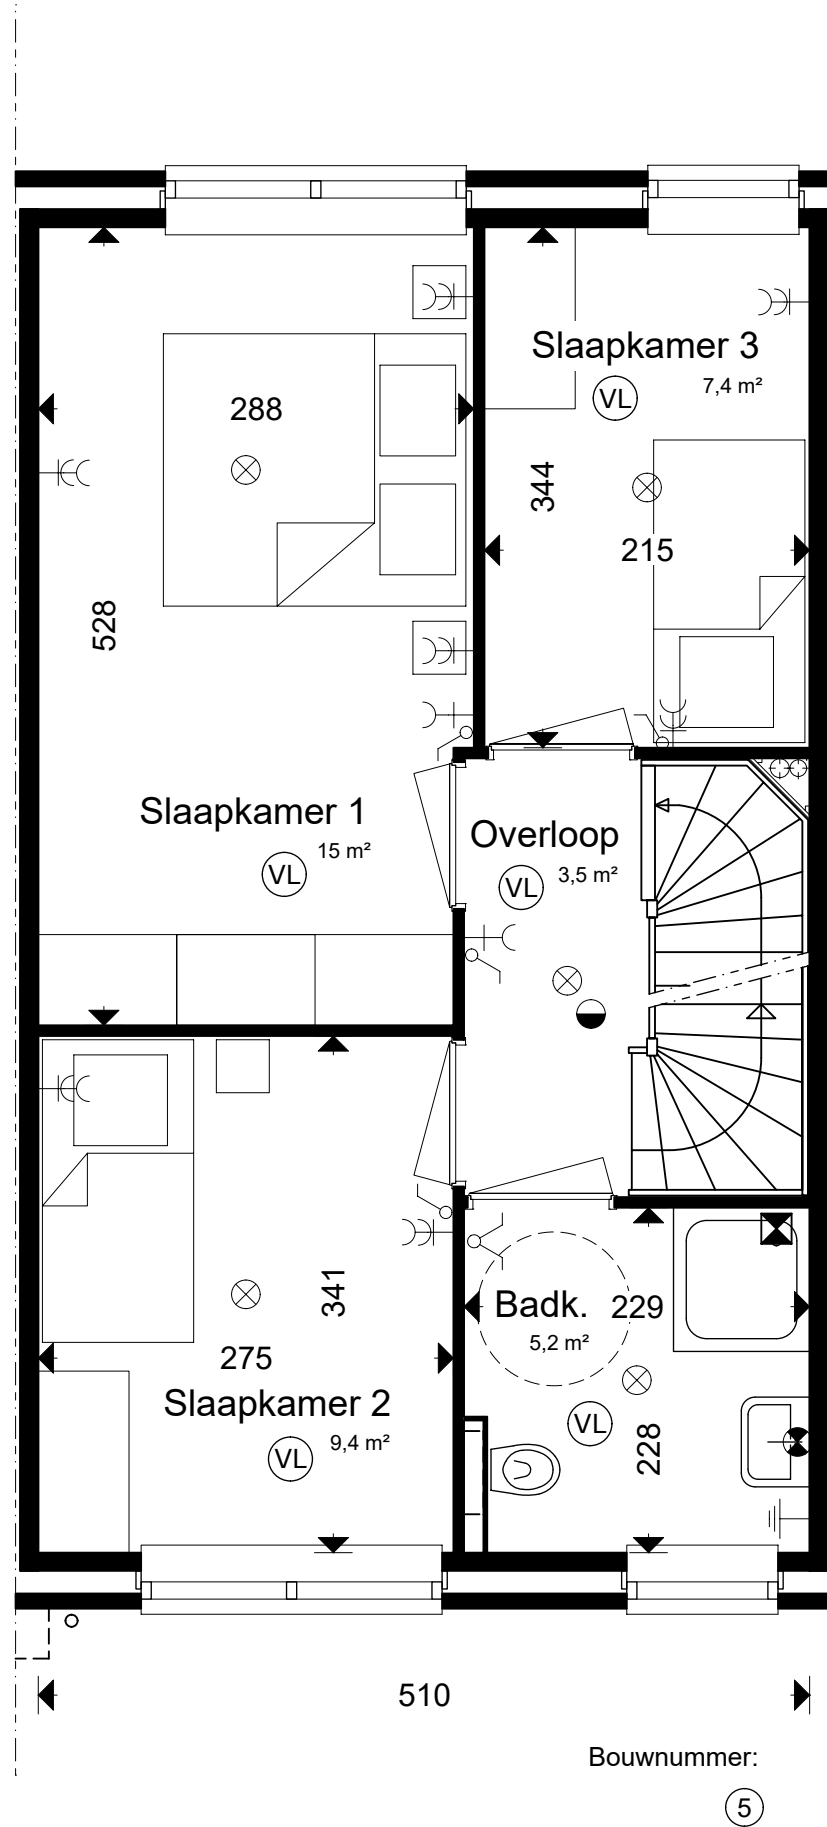 Slaapkamer 3
7,4 m²
VL
288
344
215
528
Slaapkamer 1
15 m²
VL
Overloop
3,5 m²
VL
341
275
Slaapkamer 2
9,4 m²
VL
Badk.
229
5,2 m²
VL
228
510
Bouwnummer:
5